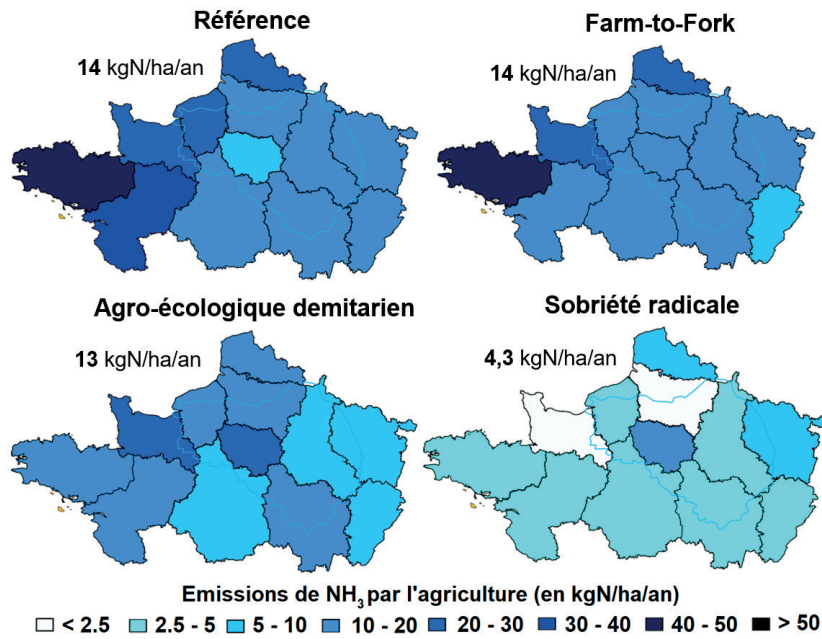 Référence
14 kgN/ha/an
Farm-to-Fork
14 kgN/ha/an
Agro-écologique demitarien
13 kgN/ha/an
Sobriété radicale
4,3 kgN/ha/an
Emissions de NH3 par l'agriculture (en kgN/ha/an)
< 2.5 2.5 - 5 5 - 10 10 - 20 20 - 30 30 - 40 40 - 50 > 50